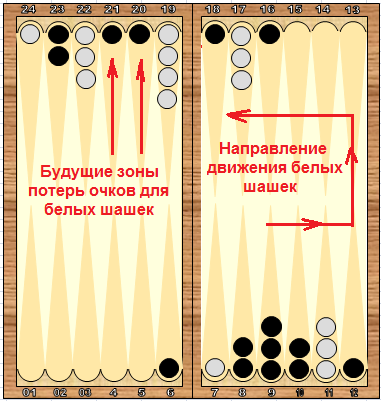 24 23 22 21 20 19 18 17 16 15 14 13
Будущие зоны
потерь очков для
белых шашек
Направление
движения белых
шашек
01 02 03 4 5 6 7 8 9 10 11 12